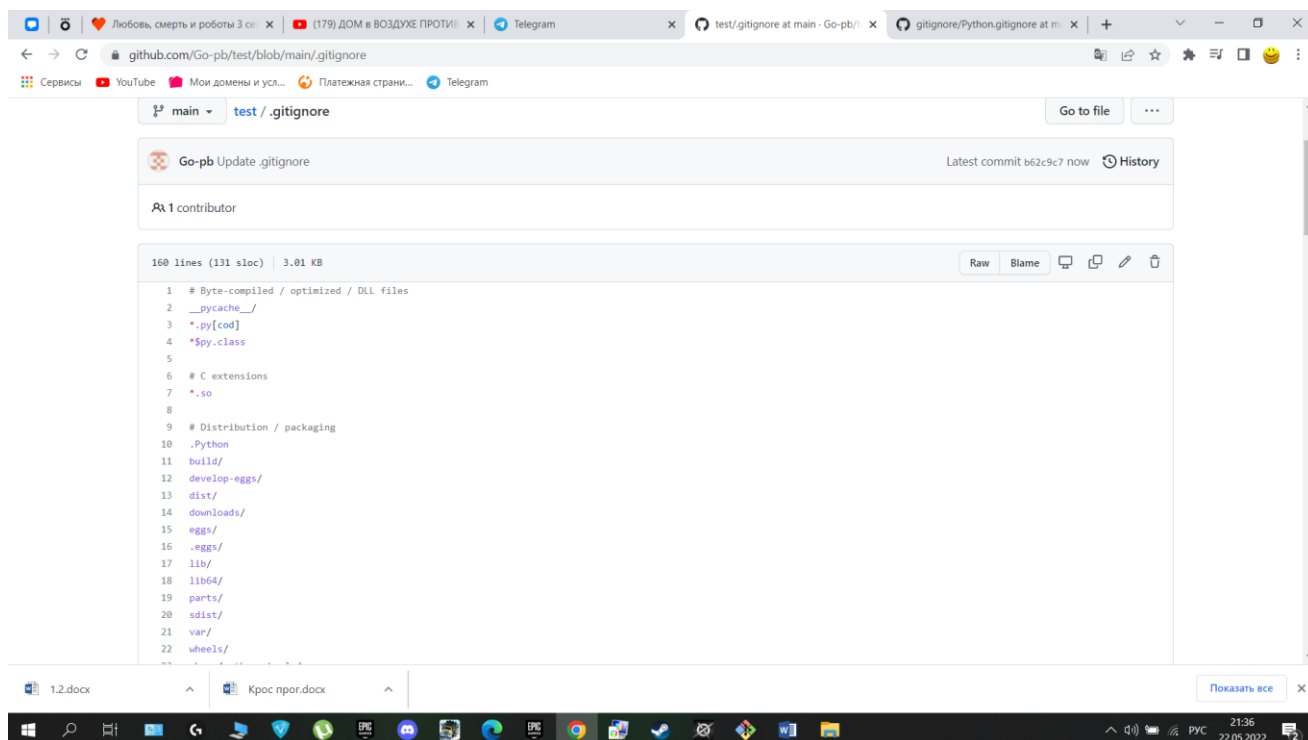 Любовь, смерть и роботы 3 се
(179) ДОМ в ВОЗДУХЕ ПРОТИВ
Telegram
test/.gitignore at main · Go-pb/t
gitignore/Python.gitignore at ma
github.com/Go-pb/test/blob/main/.gitignore
Сервисы
YouTube
Мои домены и усл...
Платежная страни...
Telegram
main
test / .gitignore
Go to file
...
Go-pb Update .gitignore
Latest commit b62c9c7 now
History
1 contributor
160 lines (131 sloc) 3.01 KB
Raw
Blame
1 # Byte-compiled / optimized / DLL files
2 __pycache__/
3 *.py[cod]
4 *$py.class
5
6 # C extensions
7 *.so
8
9 # Distribution / packaging
10 .Python
11 build/
12 develop-eggs/
13 dist/
14 downloads/
15 eggs/
16 .eggs/
17 lib/
18 lib64/
19 parts/
20 sdist/
21 var/
22 wheels/
1.2.docx
Крос прог.docx
Показать все
EPIC
EPIC
РУС
21:36
22.05.2022
2